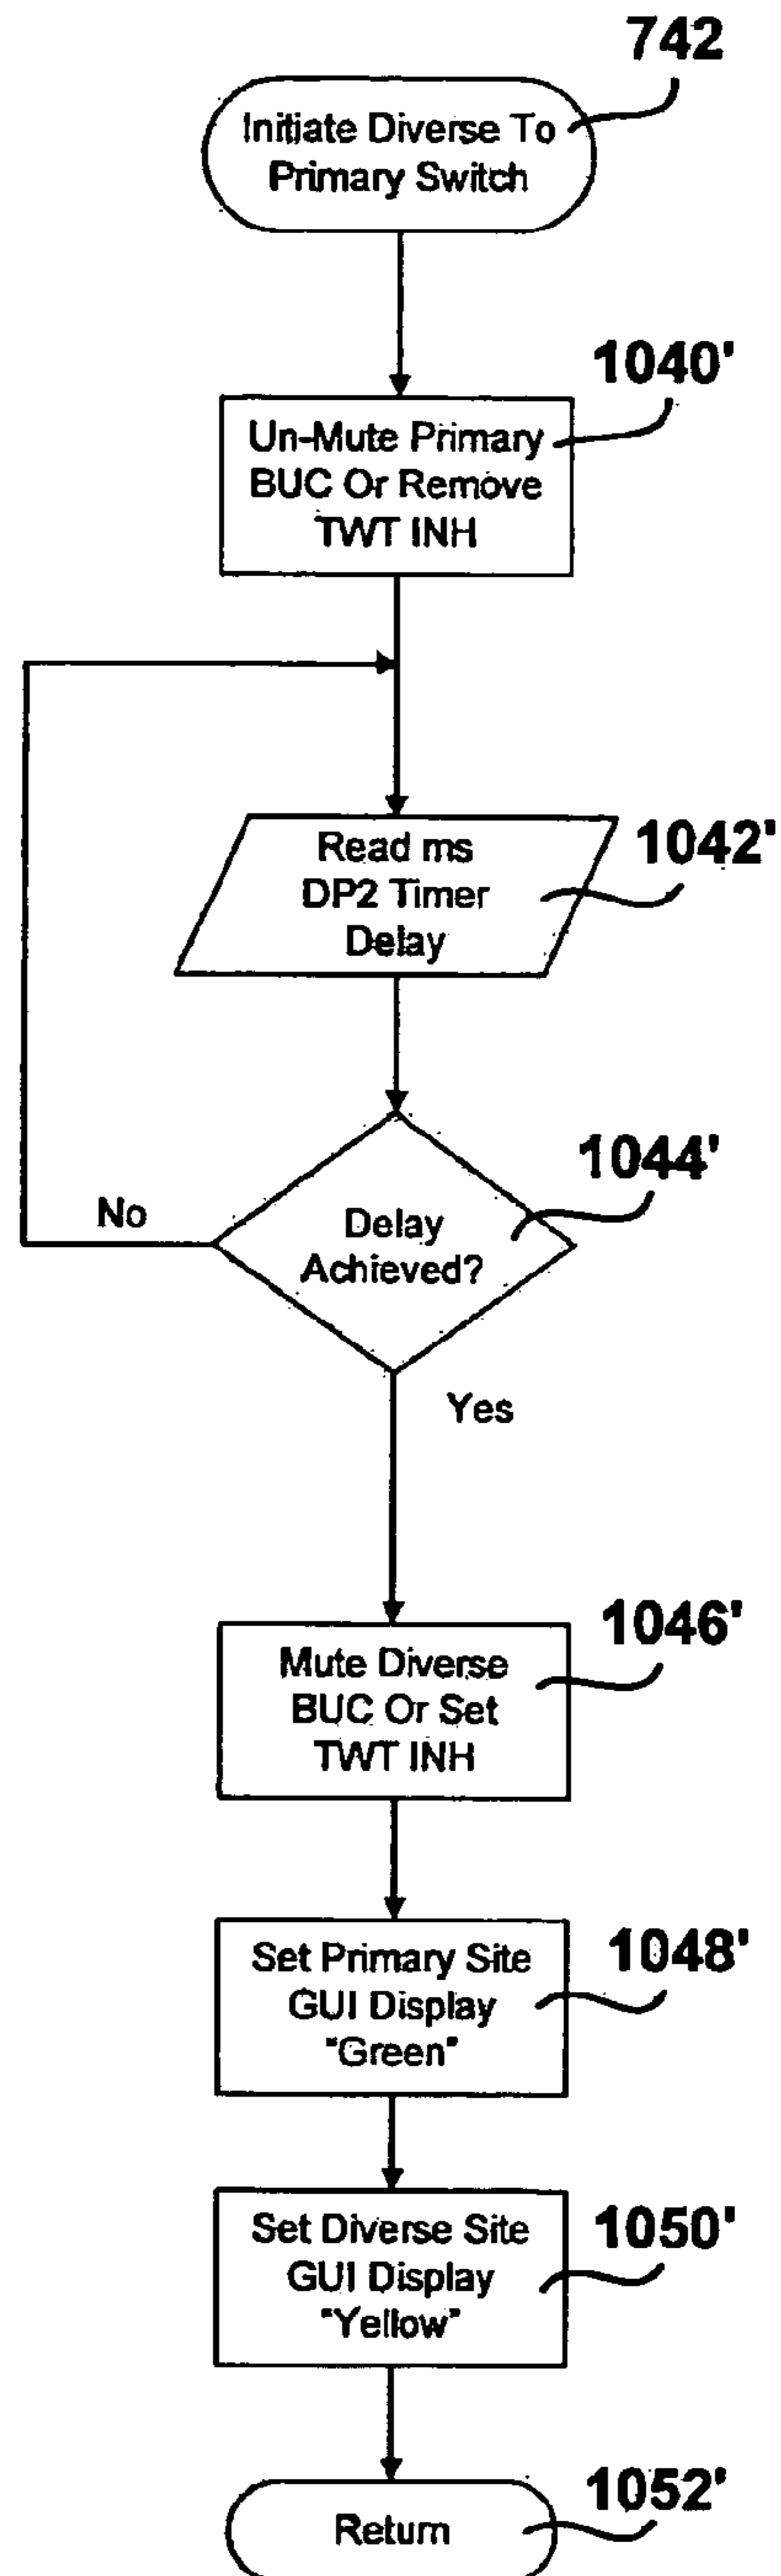 742
Initiate Diverse To
Primary Switch
1040'
Un-Mute Primary
BUC Or Remove
TWT INH
1042'
Read ms
DP2 Timer
Delay
1044'
Delay
Achieved?
No
Yes
1046'
Mute Diverse
BUC Or Set
TWT INH
1048'
Set Primary Site
GUI Display
"Green"
1050'
Set Diverse Site
GUI Display
"Yellow"
1052'
Return